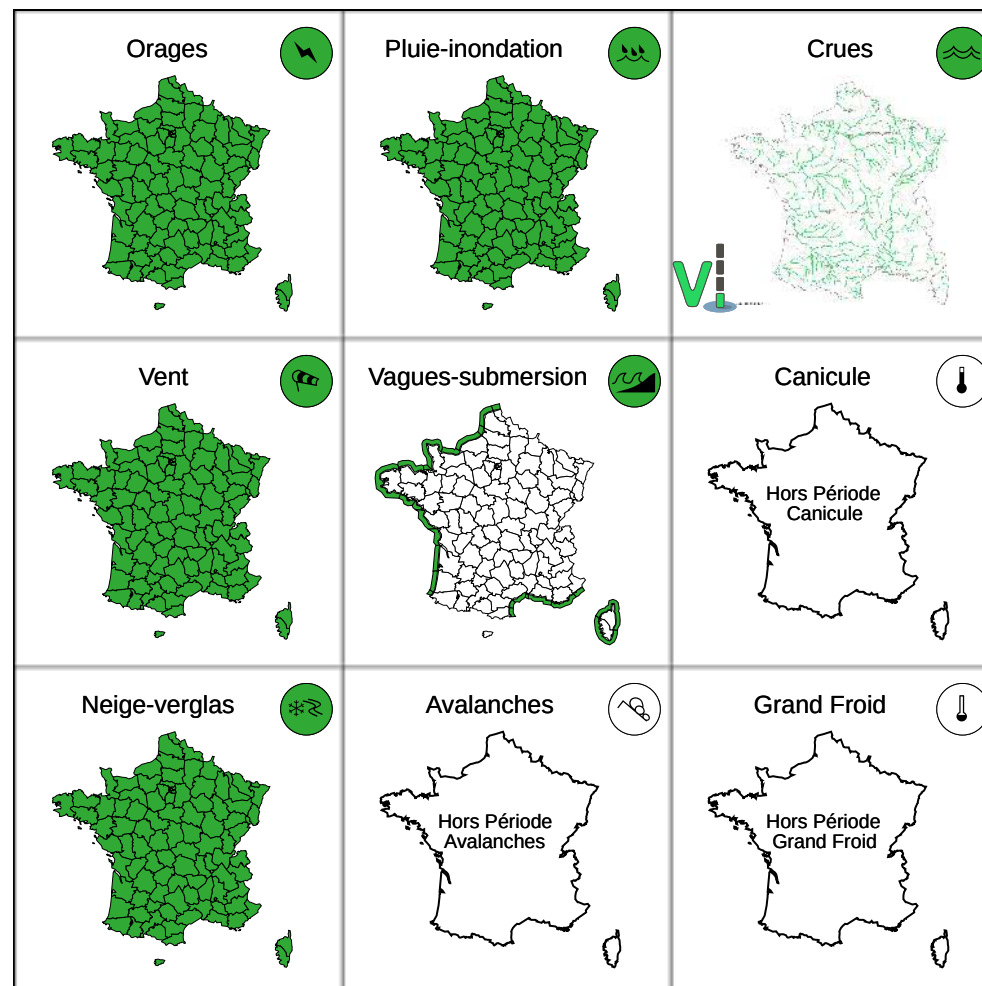 Orages
Pluie-inondation
Crues
Vent
Vagues-submersion
Canicule
Hors Période
Canicule
Neige-verglas
Avalanches
Grand Froid
Hors Période
Avalanches
Hors Période
Grand Froid